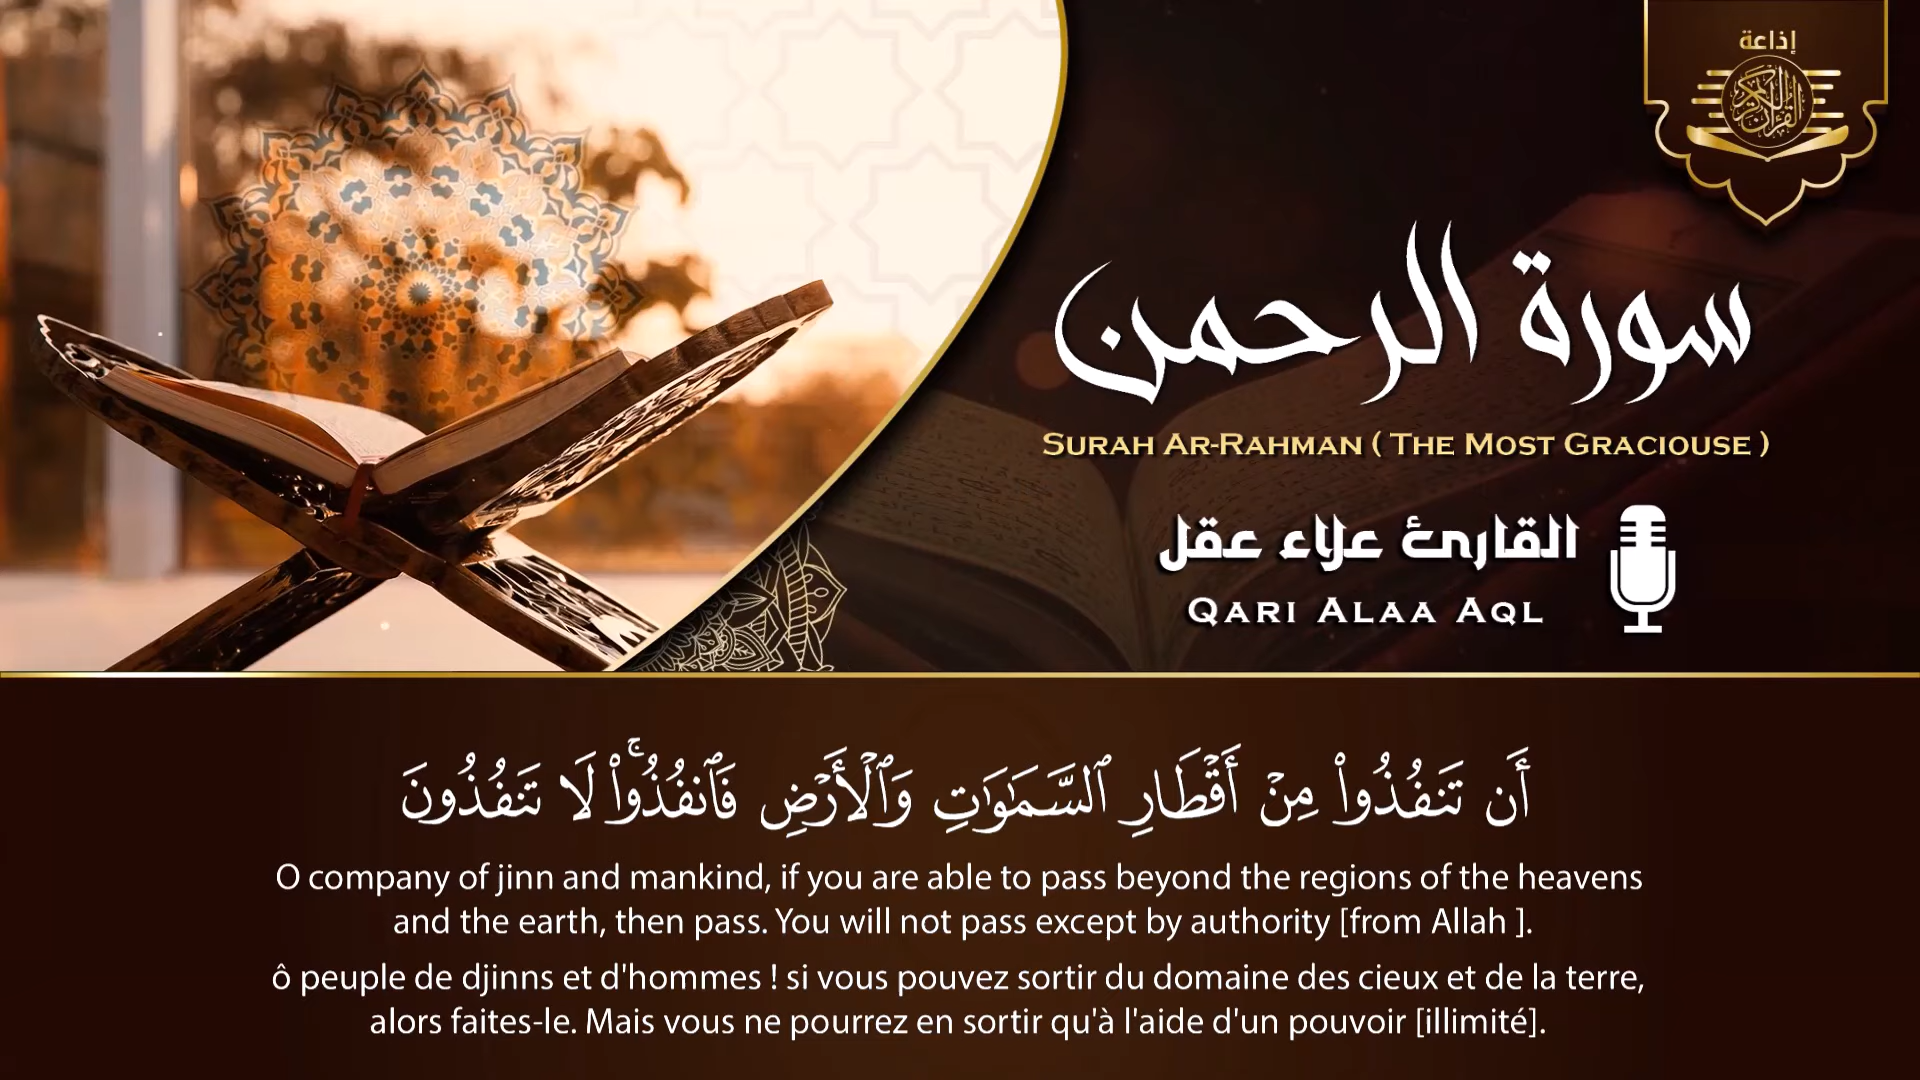 إذاعة
القرآن الكريم
سورة الرحمن
SURAH AR-RAHMAN ( THE MOST GRACIOUSE )
القارئ علاء عقل
QARI ALAA AQL
أَن تَنفُذُوا۟ مِنْ أَقْطَارِ ٱلسَّمَـٰوَٰتِ وَٱلْأَرْضِ فَٱنفُذُوا۟ ۚ لَا تَنفُذُونَ
O company of jinn and mankind, if you are able to pass beyond the regions of the heavens
and the earth, then pass. You will not pass except by authority [from Allah ].
ô peuple de djinns et d'hommes ! si vous pouvez sortir du domaine des cieux et de la terre,
alors faites-le. Mais vous ne pourrez en sortir qu'à l'aide d'un pouvoir [illimité].